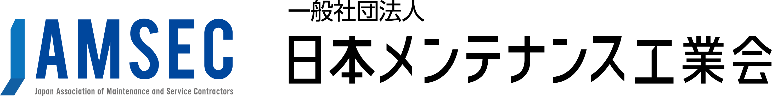 JAMSEC
Japan Association of Maintenance and Service Contractors
一般社団法人
日本メンテナンス工業会